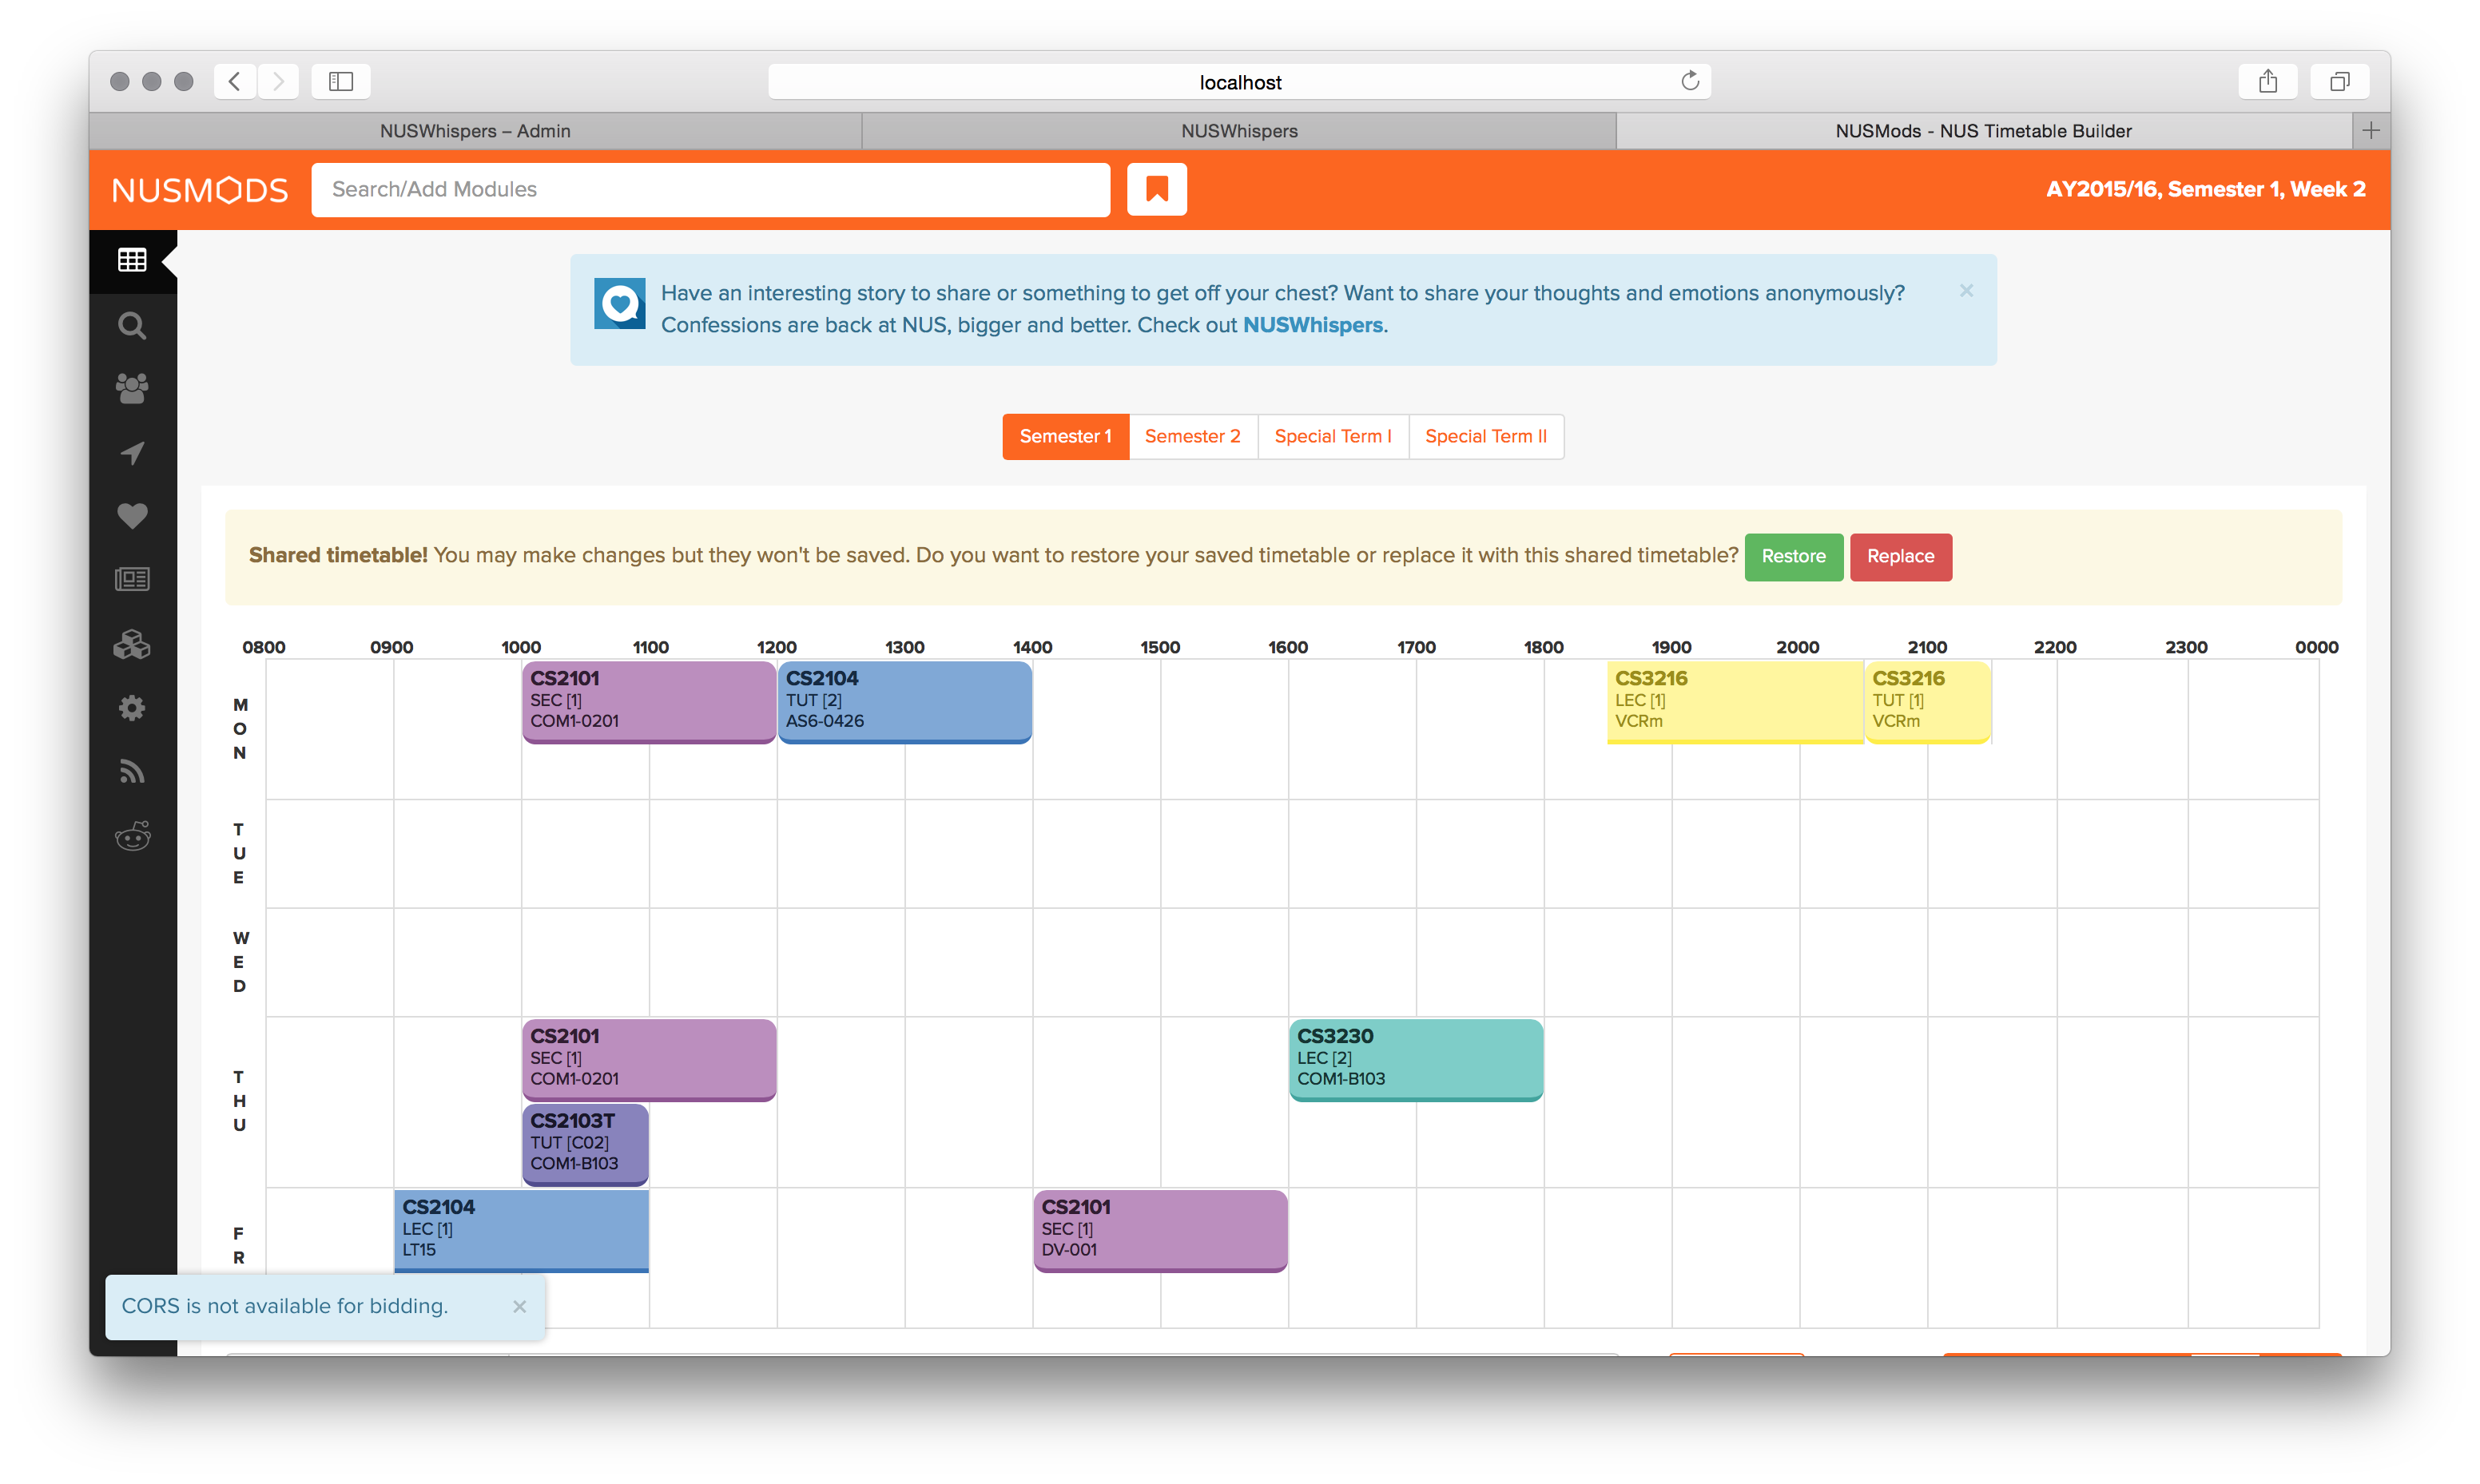 localhost
NUSWhispers – Admin
NUSWhispers
NUSMods - NUS Timetable Builder
NUSMODS
Search/Add Modules
AY2015/16, Semester 1, Week 2
Have an interesting story to share or something to get off your chest? Want to share your thoughts and emotions anonymously?
Confessions are back at NUS, bigger and better. Check out NUSWhispers.
Semester 1
Semester 2
Special Term I
Special Term II
Shared timetable! You may make changes but they won't be saved. Do you want to restore your saved timetable or replace it with this shared timetable?
Restore
Replace
0800 0900 1000 1100 1200 1300 1400 1500 1600 1700 1800 1900 2000 2100 2200 2300 0000
MON
CS2101
SEC [1]
COM1-0201
CS2104
TUT [2]
AS6-0426
CS3216
LEC [1]
VCRm
CS3216
TUT [1]
VCRm
TUE
WED
THU
CS2101
SEC [1]
COM1-0201
CS2103T
TUT [C02]
COM1-B103
CS3230
LEC [2]
COM1-B103
FR
CS2104
LEC [1]
LT15
CS2101
SEC [1]
DV-001
CORS is not available for bidding.